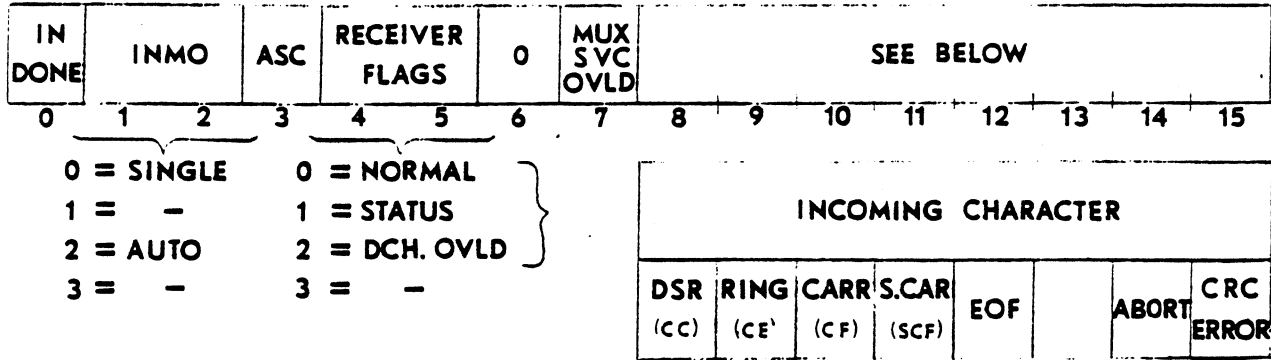 IN DONE INMO ASC RECEIVER FLAGS 0 MUX SVC OVLD SEE BELOW
0 1 2 3 4 5 6 7 8 9 10 11 12 13 14 15
0 = SINGLE 0 = NORMAL
1 = – 1 = STATUS
2 = AUTO 2 = DCH. OVLD
3 = – 3 = –
INCOMING CHARACTER
DSR (CC) RING (CE) CARR (CF) S.CAR (SCF) EOF ABORT CRC ERROR